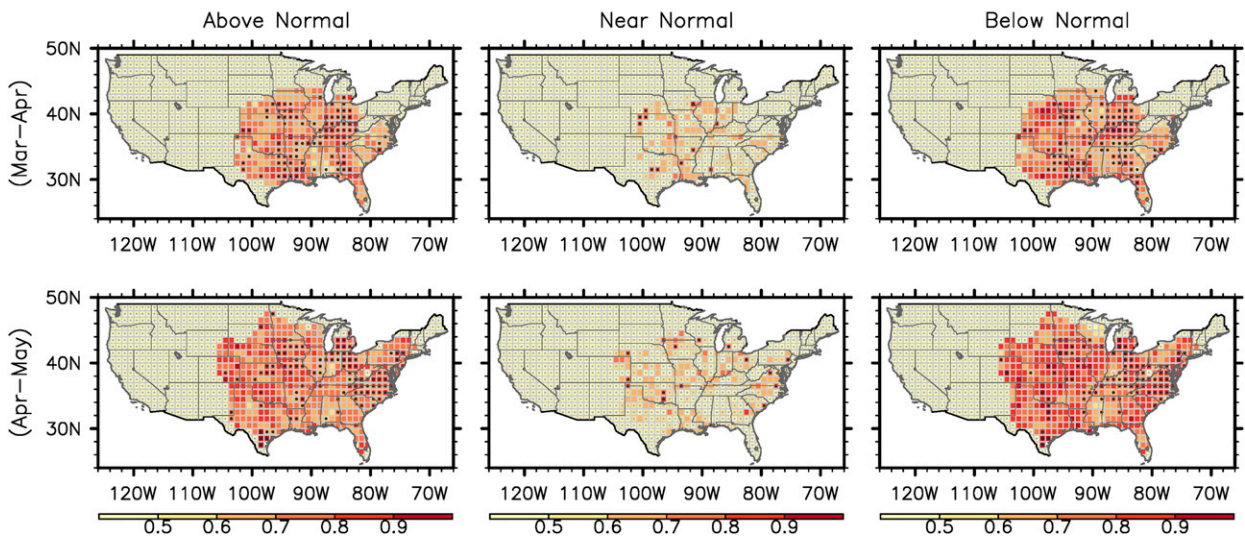 Above Normal Near Normal Below Normal
(Mar-Apr)
50N
40N
30N
120W 110W 100W 90W 80W 70W 120W 110W 100W 90W 80W 70W 120W 110W 100W 90W 80W 70W
(Apr-May)
50N
40N
30N
120W 110W 100W 90W 80W 70W 120W 110W 100W 90W 80W 70W 120W 110W 100W 90W 80W 70W
0.5 0.6 0.7 0.8 0.9 0.5 0.6 0.7 0.8 0.9 0.5 0.6 0.7 0.8 0.9